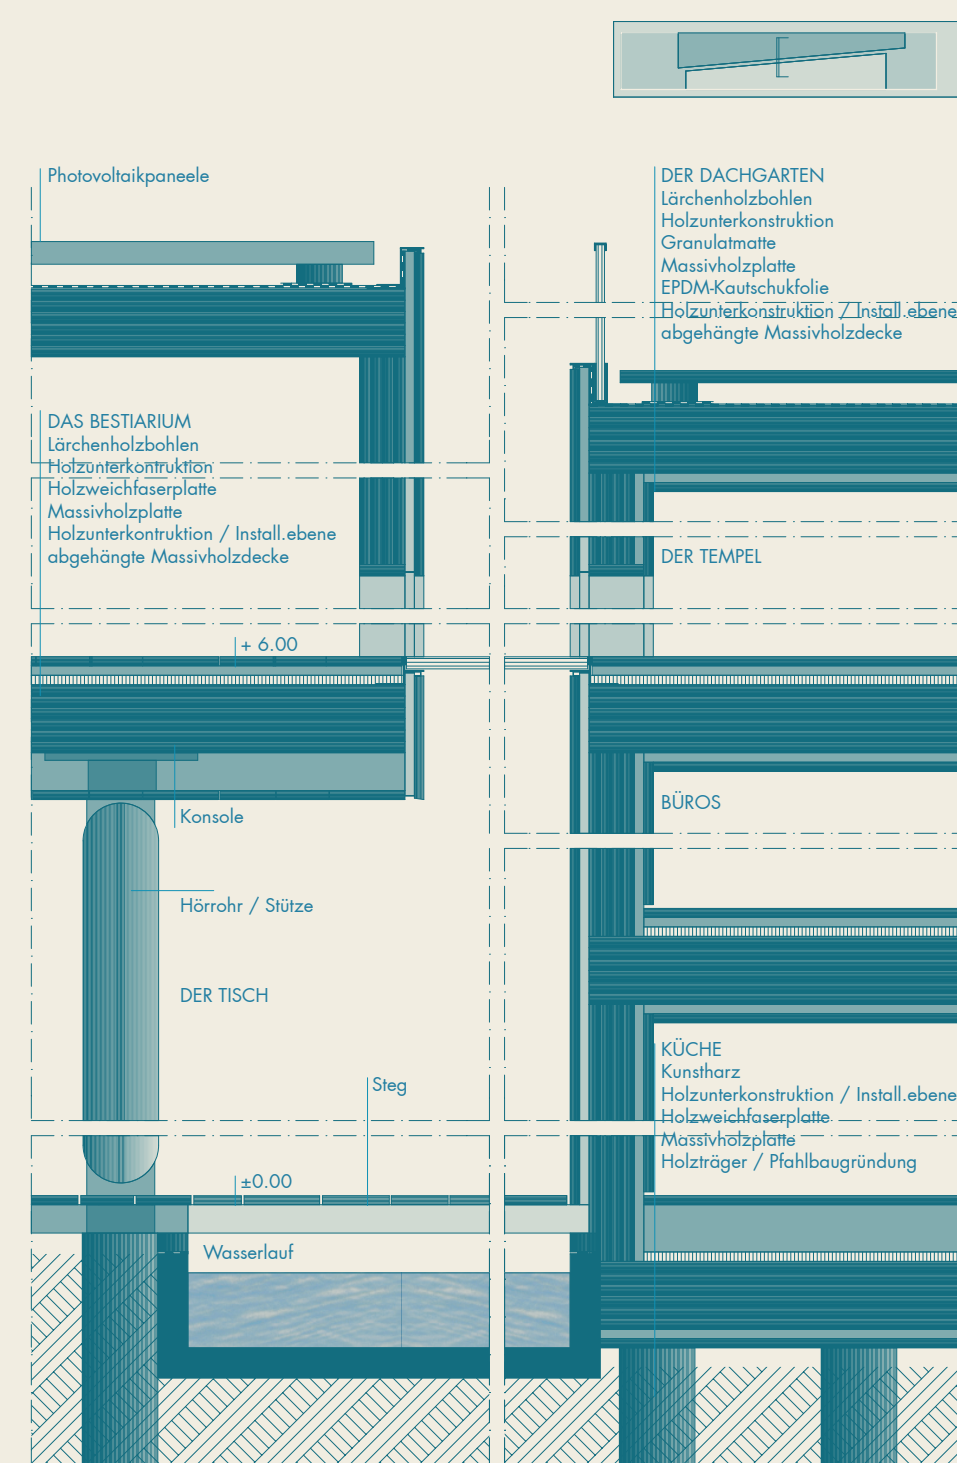 Photovoltaikpaneele
DAS BESTIARIUM
Lärchenholzbohlen
Holzunterkontruktion
Holzweichfaserplatte
Massivholzplatte
Holzunterkontruktion / Install.ebene
abgehängte Massivholzdecke
+ 6.00
Konsole
Hörrohr / Stütze
DER TISCH
Steg
±0.00
Wasserlauf
DER DACHGARTEN
Lärchenholzbohlen
Holzunterkonstruktion
Granulatmatte
Massivholzplatte
EPDM-Kautschukfolie
Holzunterkonstruktion / Install.ebene
abgehängte Massivholzdecke
DER TEMPEL
BÜROS
KÜCHE
Kunstharz
Holzunterkonstruktion / Install.ebene
Holzweichfaserplatte
Massivholzplatte
Holzträger / Pfahlbaugründung